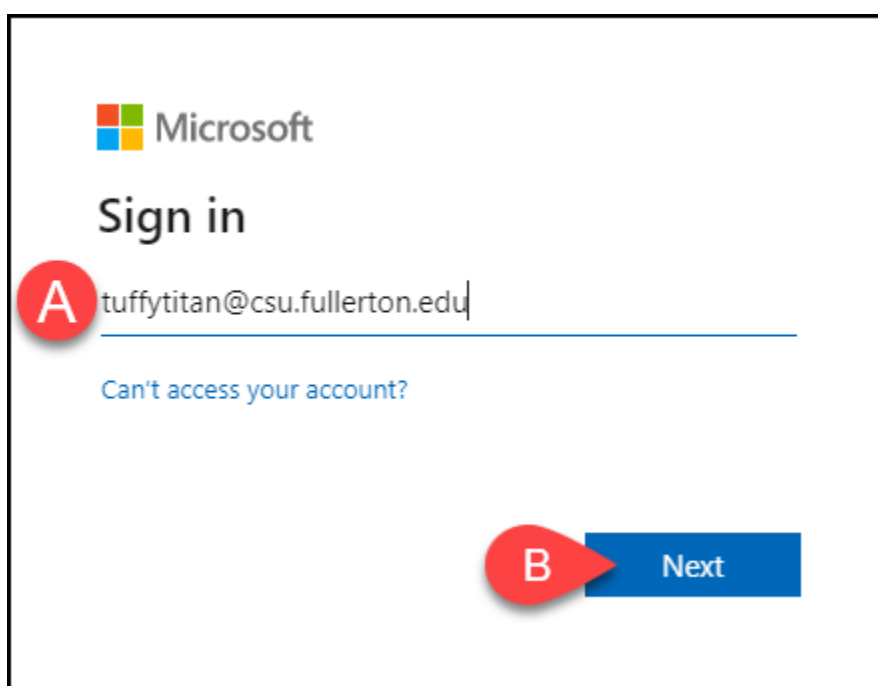 Microsoft
Sign in
A
tuffytitan@csu.fullerton.edu
Can't access your account?
B
Next